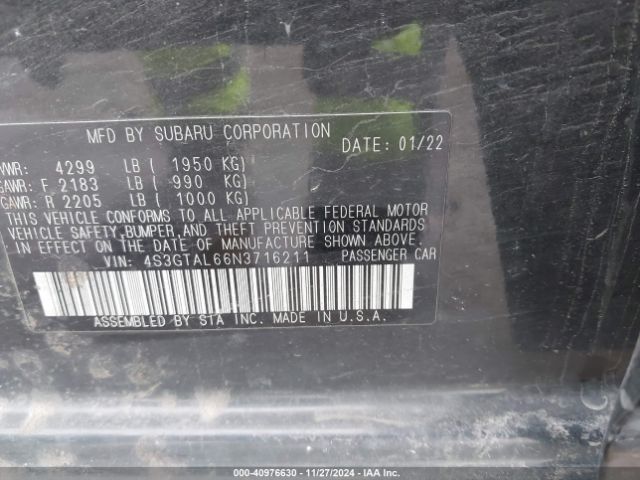 MFD BY SUBARU CORPORATION
DATE: 01/22
VWR: 4299 LB ( 1950 KG)
GAWR: F 2183 LB ( 990 KG)
GAWR: R 2205 LB ( 1000 KG)
THIS VEHICLE CONFORMS TO ALL APPLICABLE FEDERAL MOTOR
VEHICLE SAFETY,BUMPER,AND THEFT PREVENTION STANDARDS
IN EFFECT ON THE DATE OF MANUFACTURE SHOWN ABOVE.
VIN: 4S3GTAL66N3716211 PASSENGER CAR
ASSEMBLED BY STA INC. MADE IN U.S.A.
000-40976630 - 11/27/2024 - IAA Inc.